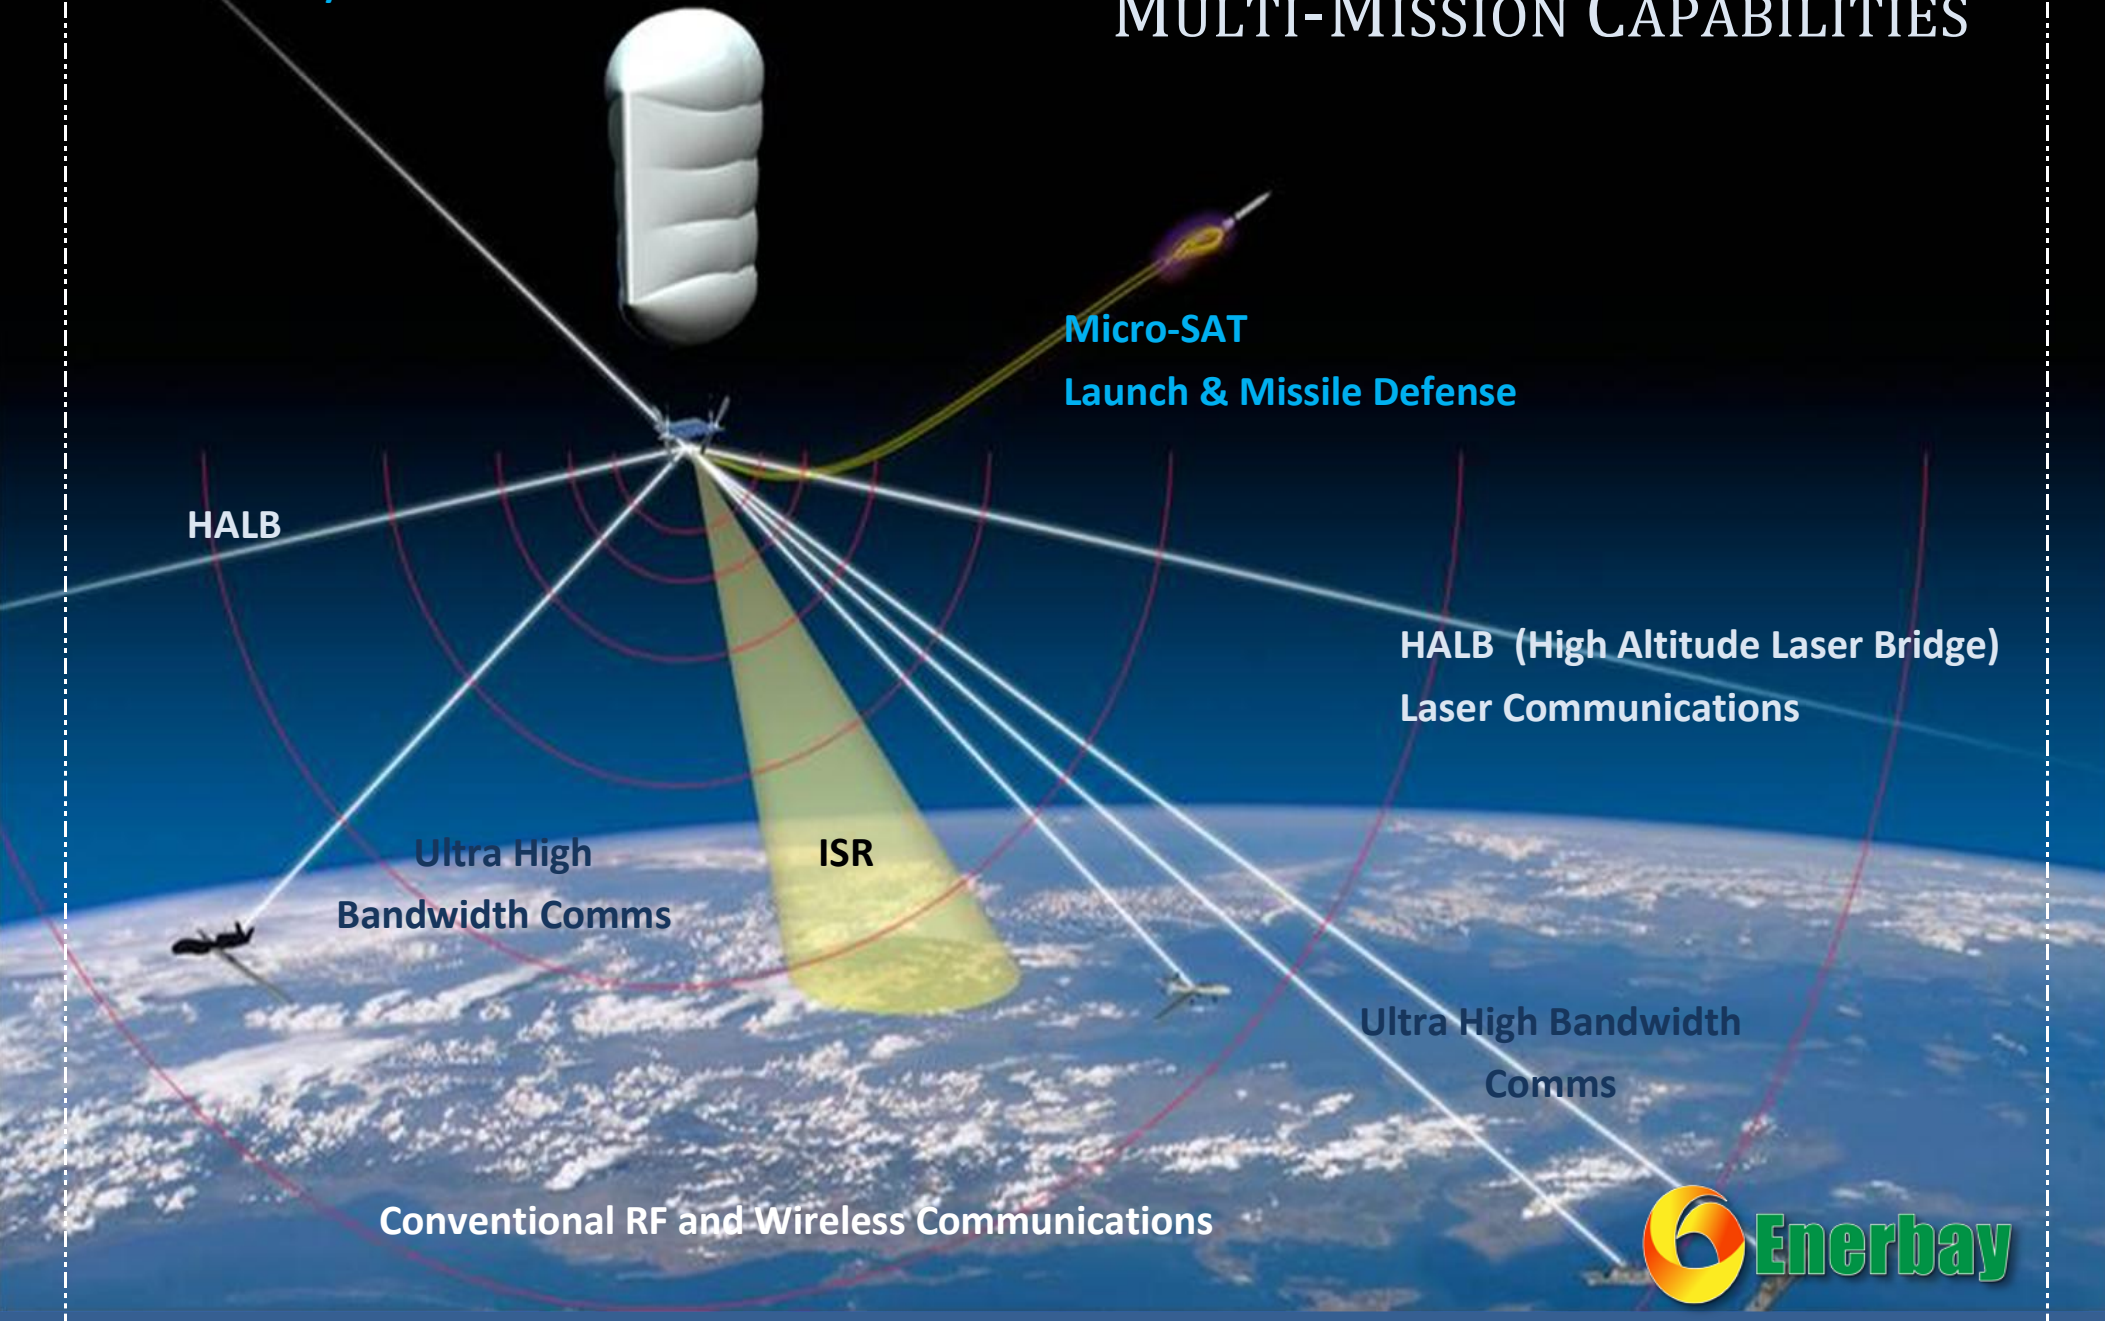 MULTI-MISSION CAPABILITIES
Micro-SAT
Launch & Missile Defense
HALB
HALB (High Altitude Laser Bridge)
Laser Communications
Ultra High
Bandwidth Comms
ISR
Ultra High Bandwidth
Comms
Conventional RF and Wireless Communications
Enerbay